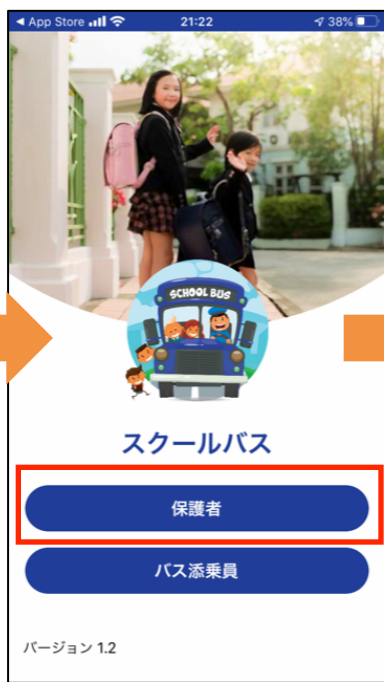 App Store
21:22
38%
SCHOOL BUS
スクールバス
保護者
バス添乗員
バージョン 1.2